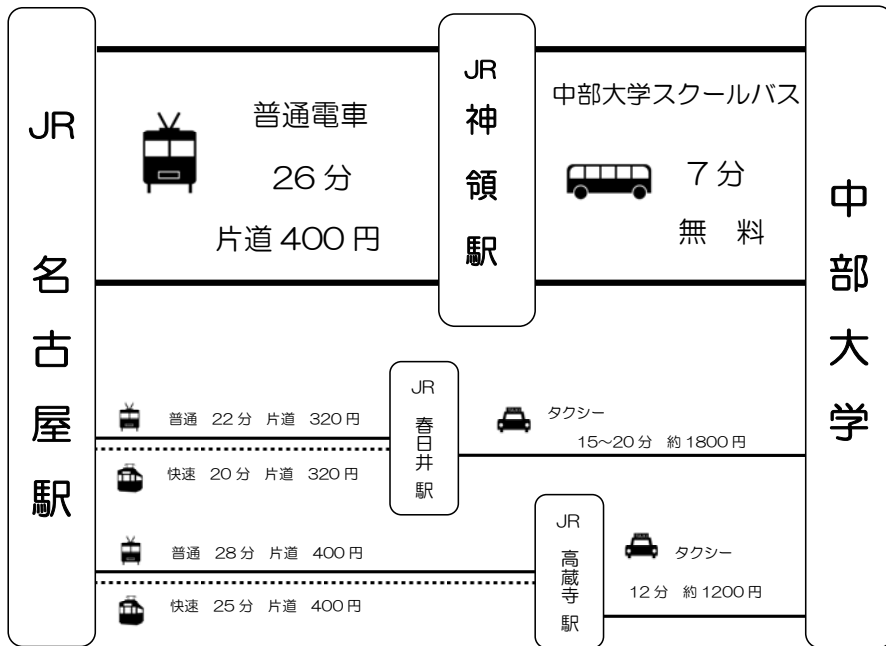 JR 名古屋駅
普通電車
26分
片道400円
JR 神領駅
中部大学スクールバス
7分
無 料
中部大学
普通 22分 片道 320円
快速 20分 片道 320円
JR 春日井駅
タクシー
15～20分 約1800円
普通 28分 片道 400円
快速 25分 片道 400円
JR 高蔵寺駅
タクシー
12分 約1200円